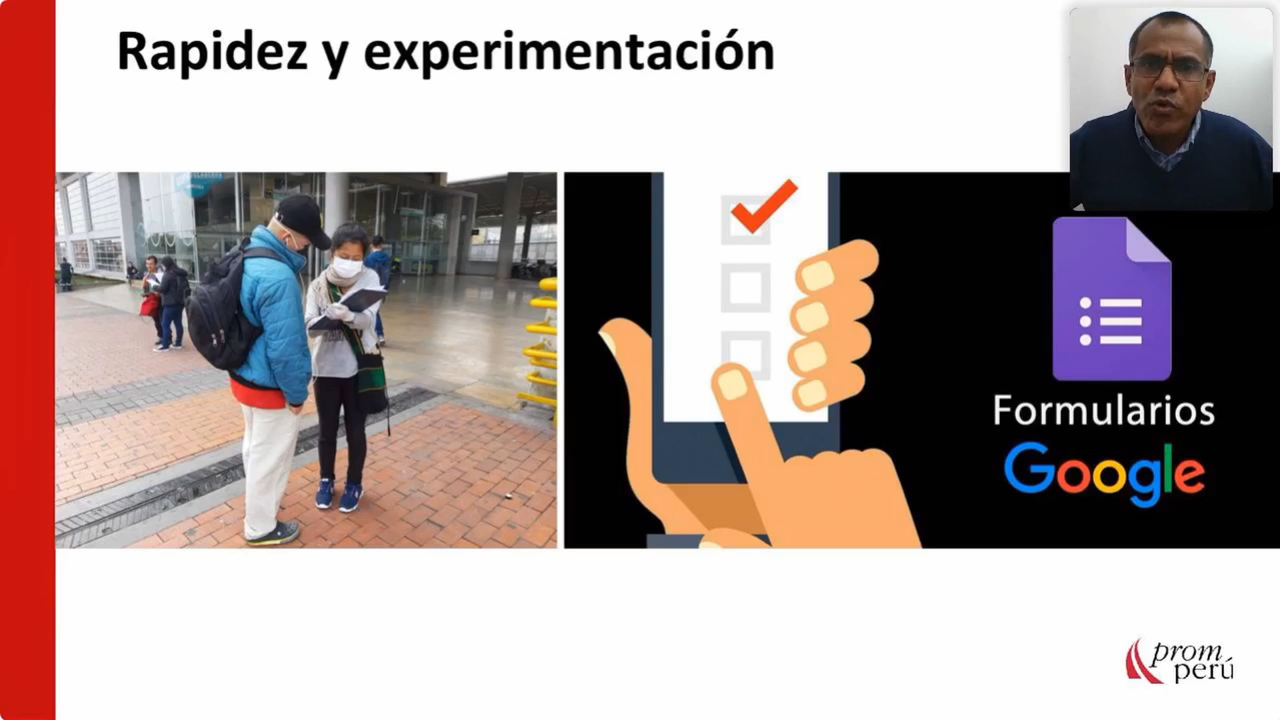 Rapidez y experimentación
Formularios
Google
prom
perú